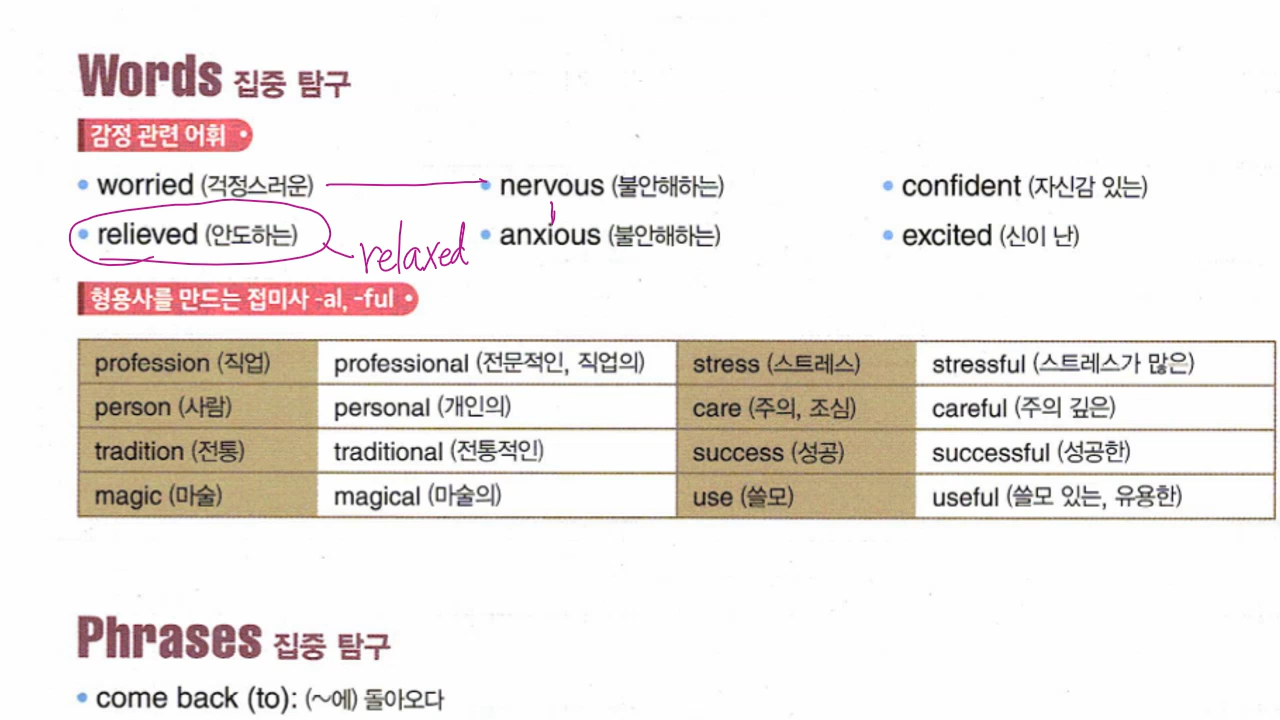 Words 집중 탐구
감정 관련 어휘
• worried (걱정스러운) • nervous (불안해하는) • confident (자신감 있는)
• relieved (안도하는) relaxed • anxious (불안해하는) • excited (신이 난)
형용사를 만드는 접미사 -al, -ful
profession (직업) professional (전문적인, 직업의) stress (스트레스) stressful (스트레스가 많은)
person (사람) personal (개인의) care (주의, 조심) careful (주의 깊은)
tradition (전통) traditional (전통적인) success (성공) successful (성공한)
magic (마술) magical (마술의) use (쓸모) useful (쓸모 있는, 유용한)
Phrases 집중 탐구
• come back (to): (~에) 돌아오다